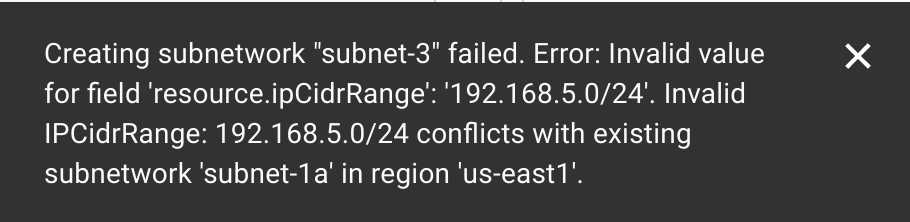 Creating subnetwork "subnet-3" failed. Error: Invalid value
for field 'resource.ipCidrRange': '192.168.5.0/24'. Invalid
IPCidrRange: 192.168.5.0/24 conflicts with existing
subnetwork 'subnet-1a' in region 'us-east1'.